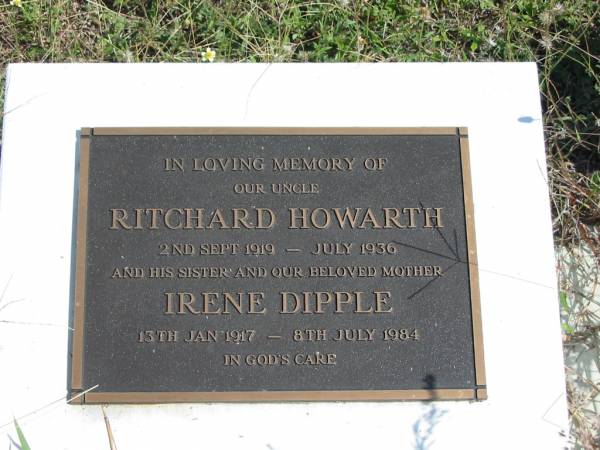 IN LOVING MEMORY OF
OUR UNCLE
RITCHARD HOWARTH
2ND SEPT 1919 — JULY 1936
AND HIS SISTER AND OUR BELOVED MOTHER
IRENE DIPPLE
13TH JAN 1917 — 8TH JULY 1984
IN GOD'S CARE